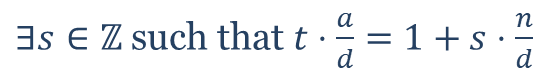 ∃s ∈ ℤ such that t · a/d = 1 + s · n/d